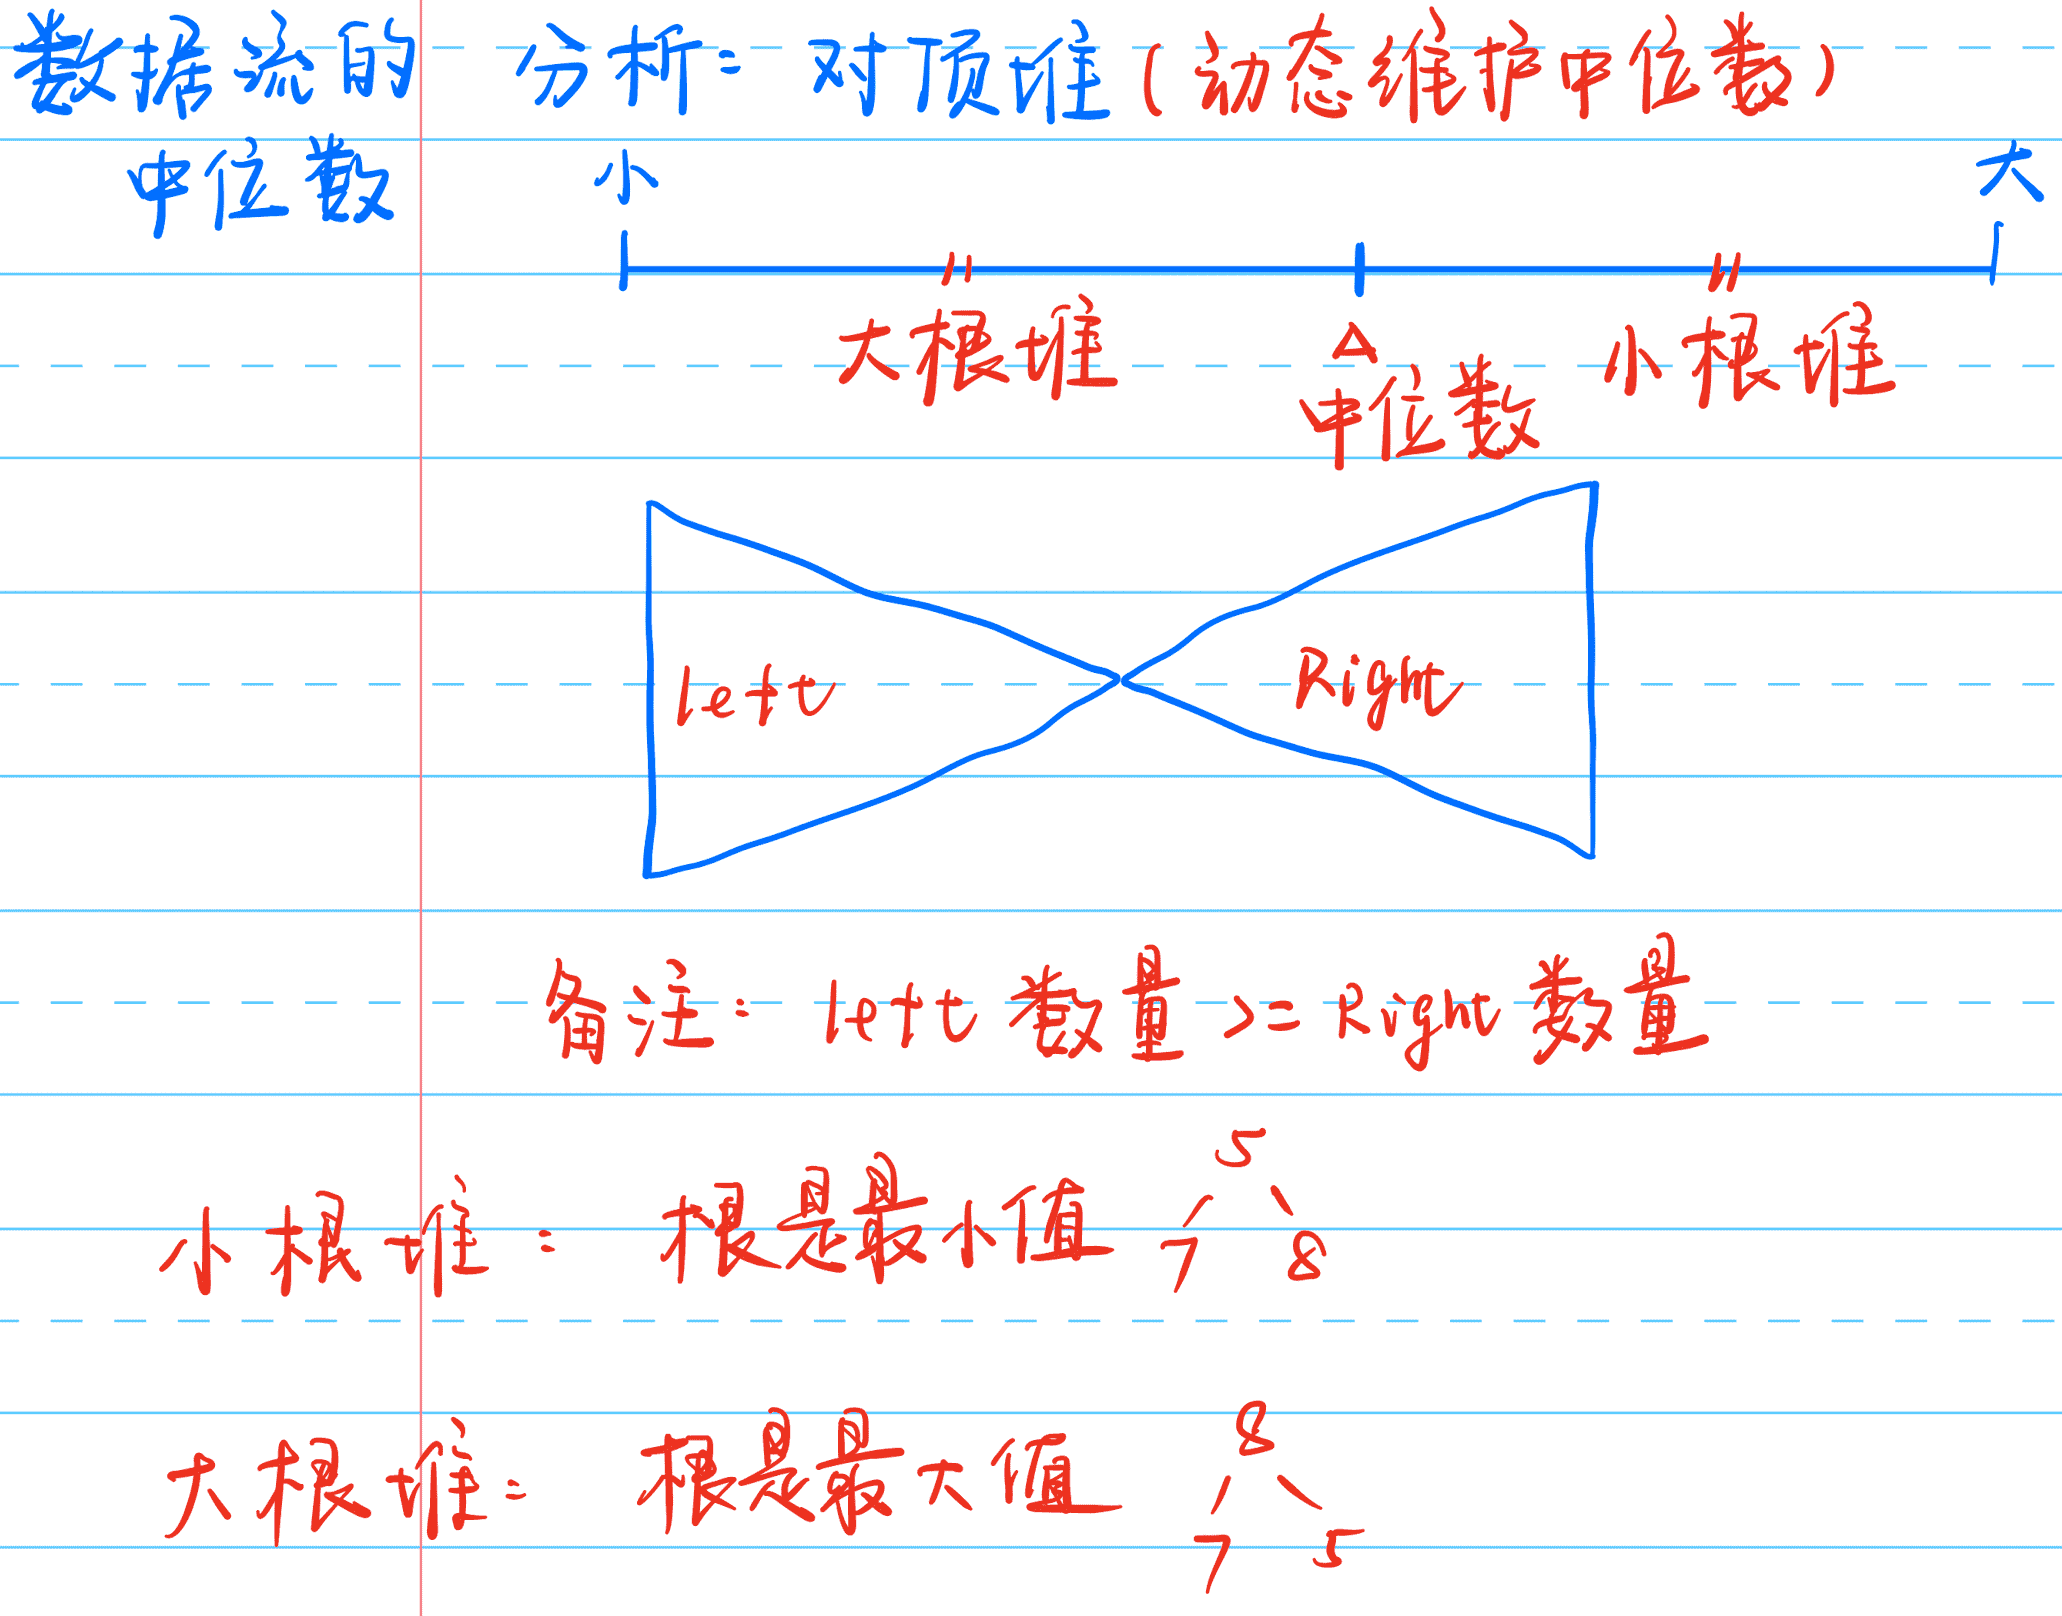 数据流的 分析: 对顶堆(动态维护中位数)
中位数
小 大
大根堆 小根堆
中位数
left Right
备注: left 数量 >= Right 数量
5
小根堆: 根是最小值
7 8
8
大根堆: 根是最大值
7 5